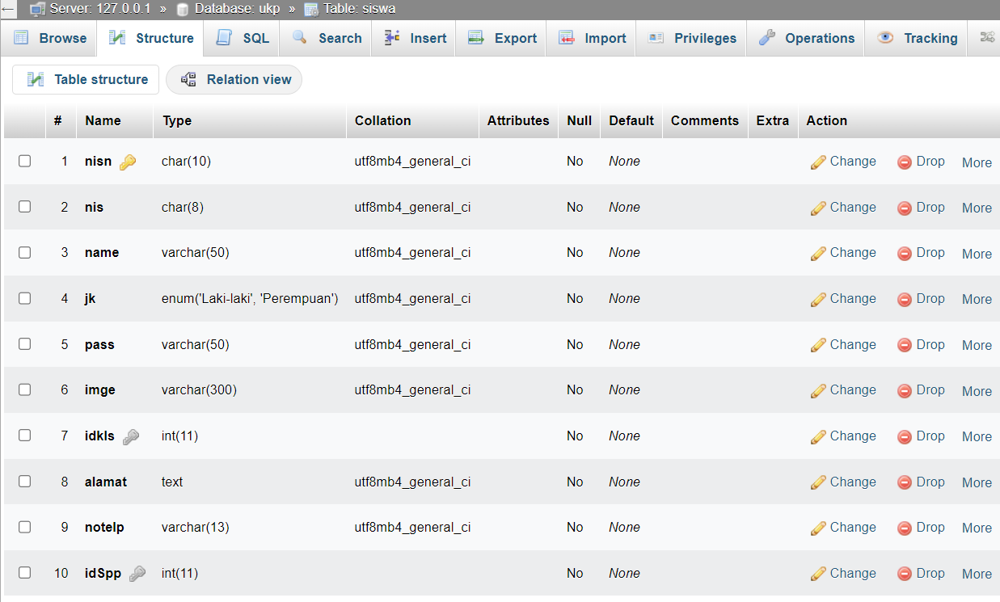 Server: 127.0.0.1 » Database: ukp » Table: siswa
Browse Structure SQL Search Insert Export Import Privileges Operations Tracking
Table structure Relation view
# Name Type Collation Attributes Null Default Comments Extra Action
1 nisn char(10) utf8mb4_general_ci No None Change Drop More
2 nis char(8) utf8mb4_general_ci No None Change Drop More
3 name varchar(50) utf8mb4_general_ci No None Change Drop More
4 jk enum('Laki-laki', 'Perempuan') utf8mb4_general_ci No None Change Drop More
5 pass varchar(50) utf8mb4_general_ci No None Change Drop More
6 imge varchar(300) utf8mb4_general_ci No None Change Drop More
7 idkls int(11) No None Change Drop More
8 alamat text utf8mb4_general_ci No None Change Drop More
9 notelp varchar(13) utf8mb4_general_ci No None Change Drop More
10 idSpp int(11) No None Change Drop More